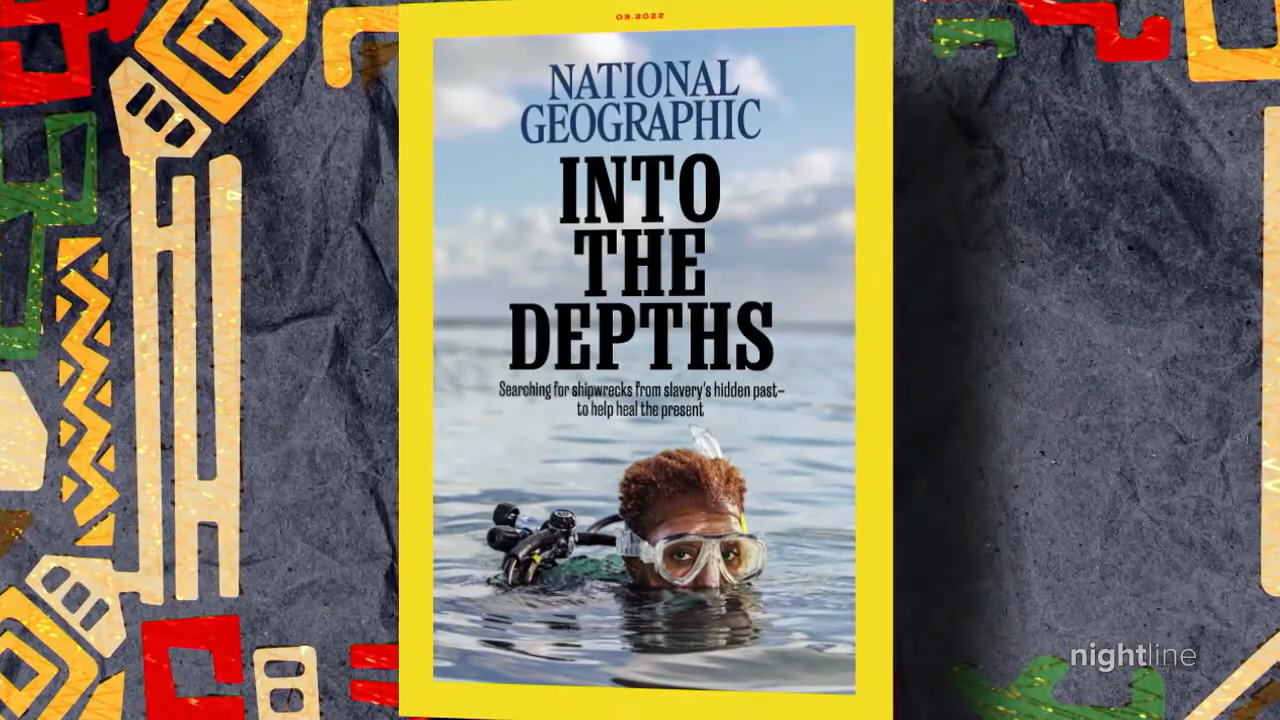 03.2022
NATIONAL
GEOGRAPHIC
INTO
THE
DEPTHS
Searching for shipwrecks from slavery's hidden past–
to help heal the present
nightline